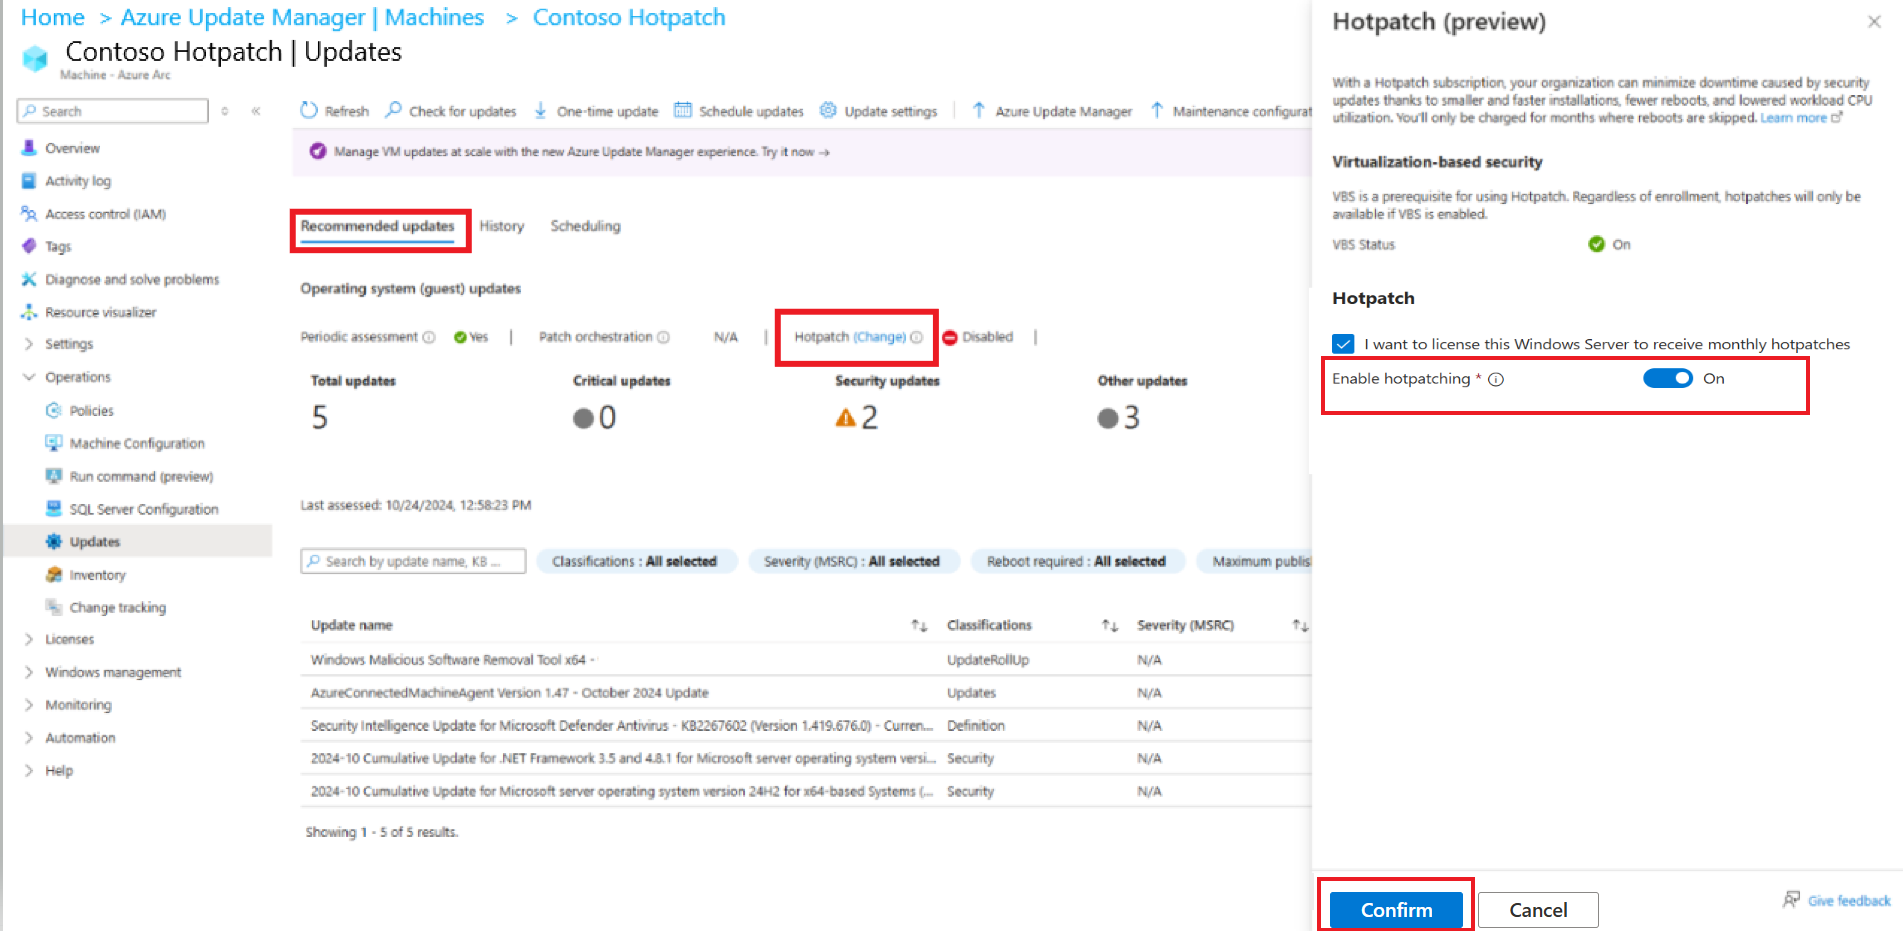 Home > Azure Update Manager | Machines > Contoso Hotpatch
Contoso Hotpatch | Updates
Machine - Azure Arc
Search
Overview
Activity log
Access control (IAM)
Tags
Diagnose and solve problems
Resource visualizer
Settings
Operations
Policies
Machine Configuration
Run command (preview)
SQL Server Configuration
Updates
Inventory
Change tracking
Licenses
Windows management
Monitoring
Automation
Help
Refresh Check for updates One-time update Schedule updates Update settings Azure Update Manager Maintenance configurat
Manage VM updates at scale with the new Azure Update Manager experience. Try it now →
Recommended updates History Scheduling
Operating system (guest) updates
Periodic assessment Yes | Patch orchestration N/A | Hotpatch (Change) Disabled |
Total updates Critical updates Security updates Other updates
5 0 2 3
Last assessed: 10/24/2024, 12:58:23 PM
Search by update name, KB ... Classifications : All selected Severity (MSRC) : All selected Reboot required : All selected Maximum publis
Update name Classifications Severity (MSRC)
Windows Malicious Software Removal Tool x64 - UpdateRollUp N/A
AzureConnectedMachineAgent Version 1.47 - October 2024 Update Updates N/A
Security Intelligence Update for Microsoft Defender Antivirus - KB2267602 (Version 1.419.676.0) - Curren... Definition N/A
2024-10 Cumulative Update for .NET Framework 3.5 and 4.8.1 for Microsoft server operating system versi... Security N/A
2024-10 Cumulative Update for Microsoft server operating system version 24H2 for x64-based Systems (... Security N/A
Showing 1 - 5 of 5 results.
Hotpatch (preview)
With a Hotpatch subscription, your organization can minimize downtime caused by security
updates thanks to smaller and faster installations, fewer reboots, and lowered workload CPU
utilization. You'll only be charged for months where reboots are skipped. Learn more
Virtualization-based security
VBS is a prerequisite for using Hotpatch. Regardless of enrollment, hotpatches will only be
available if VBS is enabled.
VBS Status On
Hotpatch
I want to license this Windows Server to receive monthly hotpatches
Enable hotpatching * On
Confirm Cancel
Give feedback